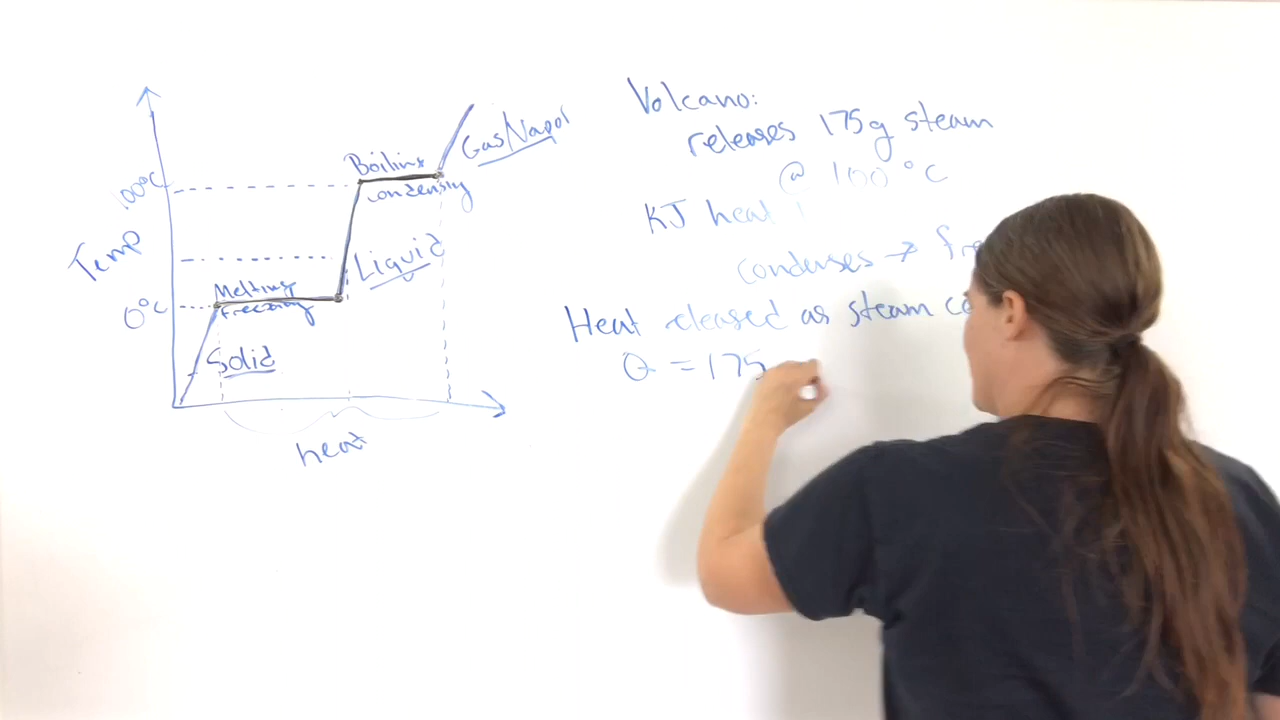 100°C
Temp
0°C
Boiling
condensing
Gas/Vapor
Liquid
Melting
freezing
Solid
heat
Volcano:
releases 175g steam
@ 100 °C
KJ heat
condenses →
Heat eleased as steam
Q = 175